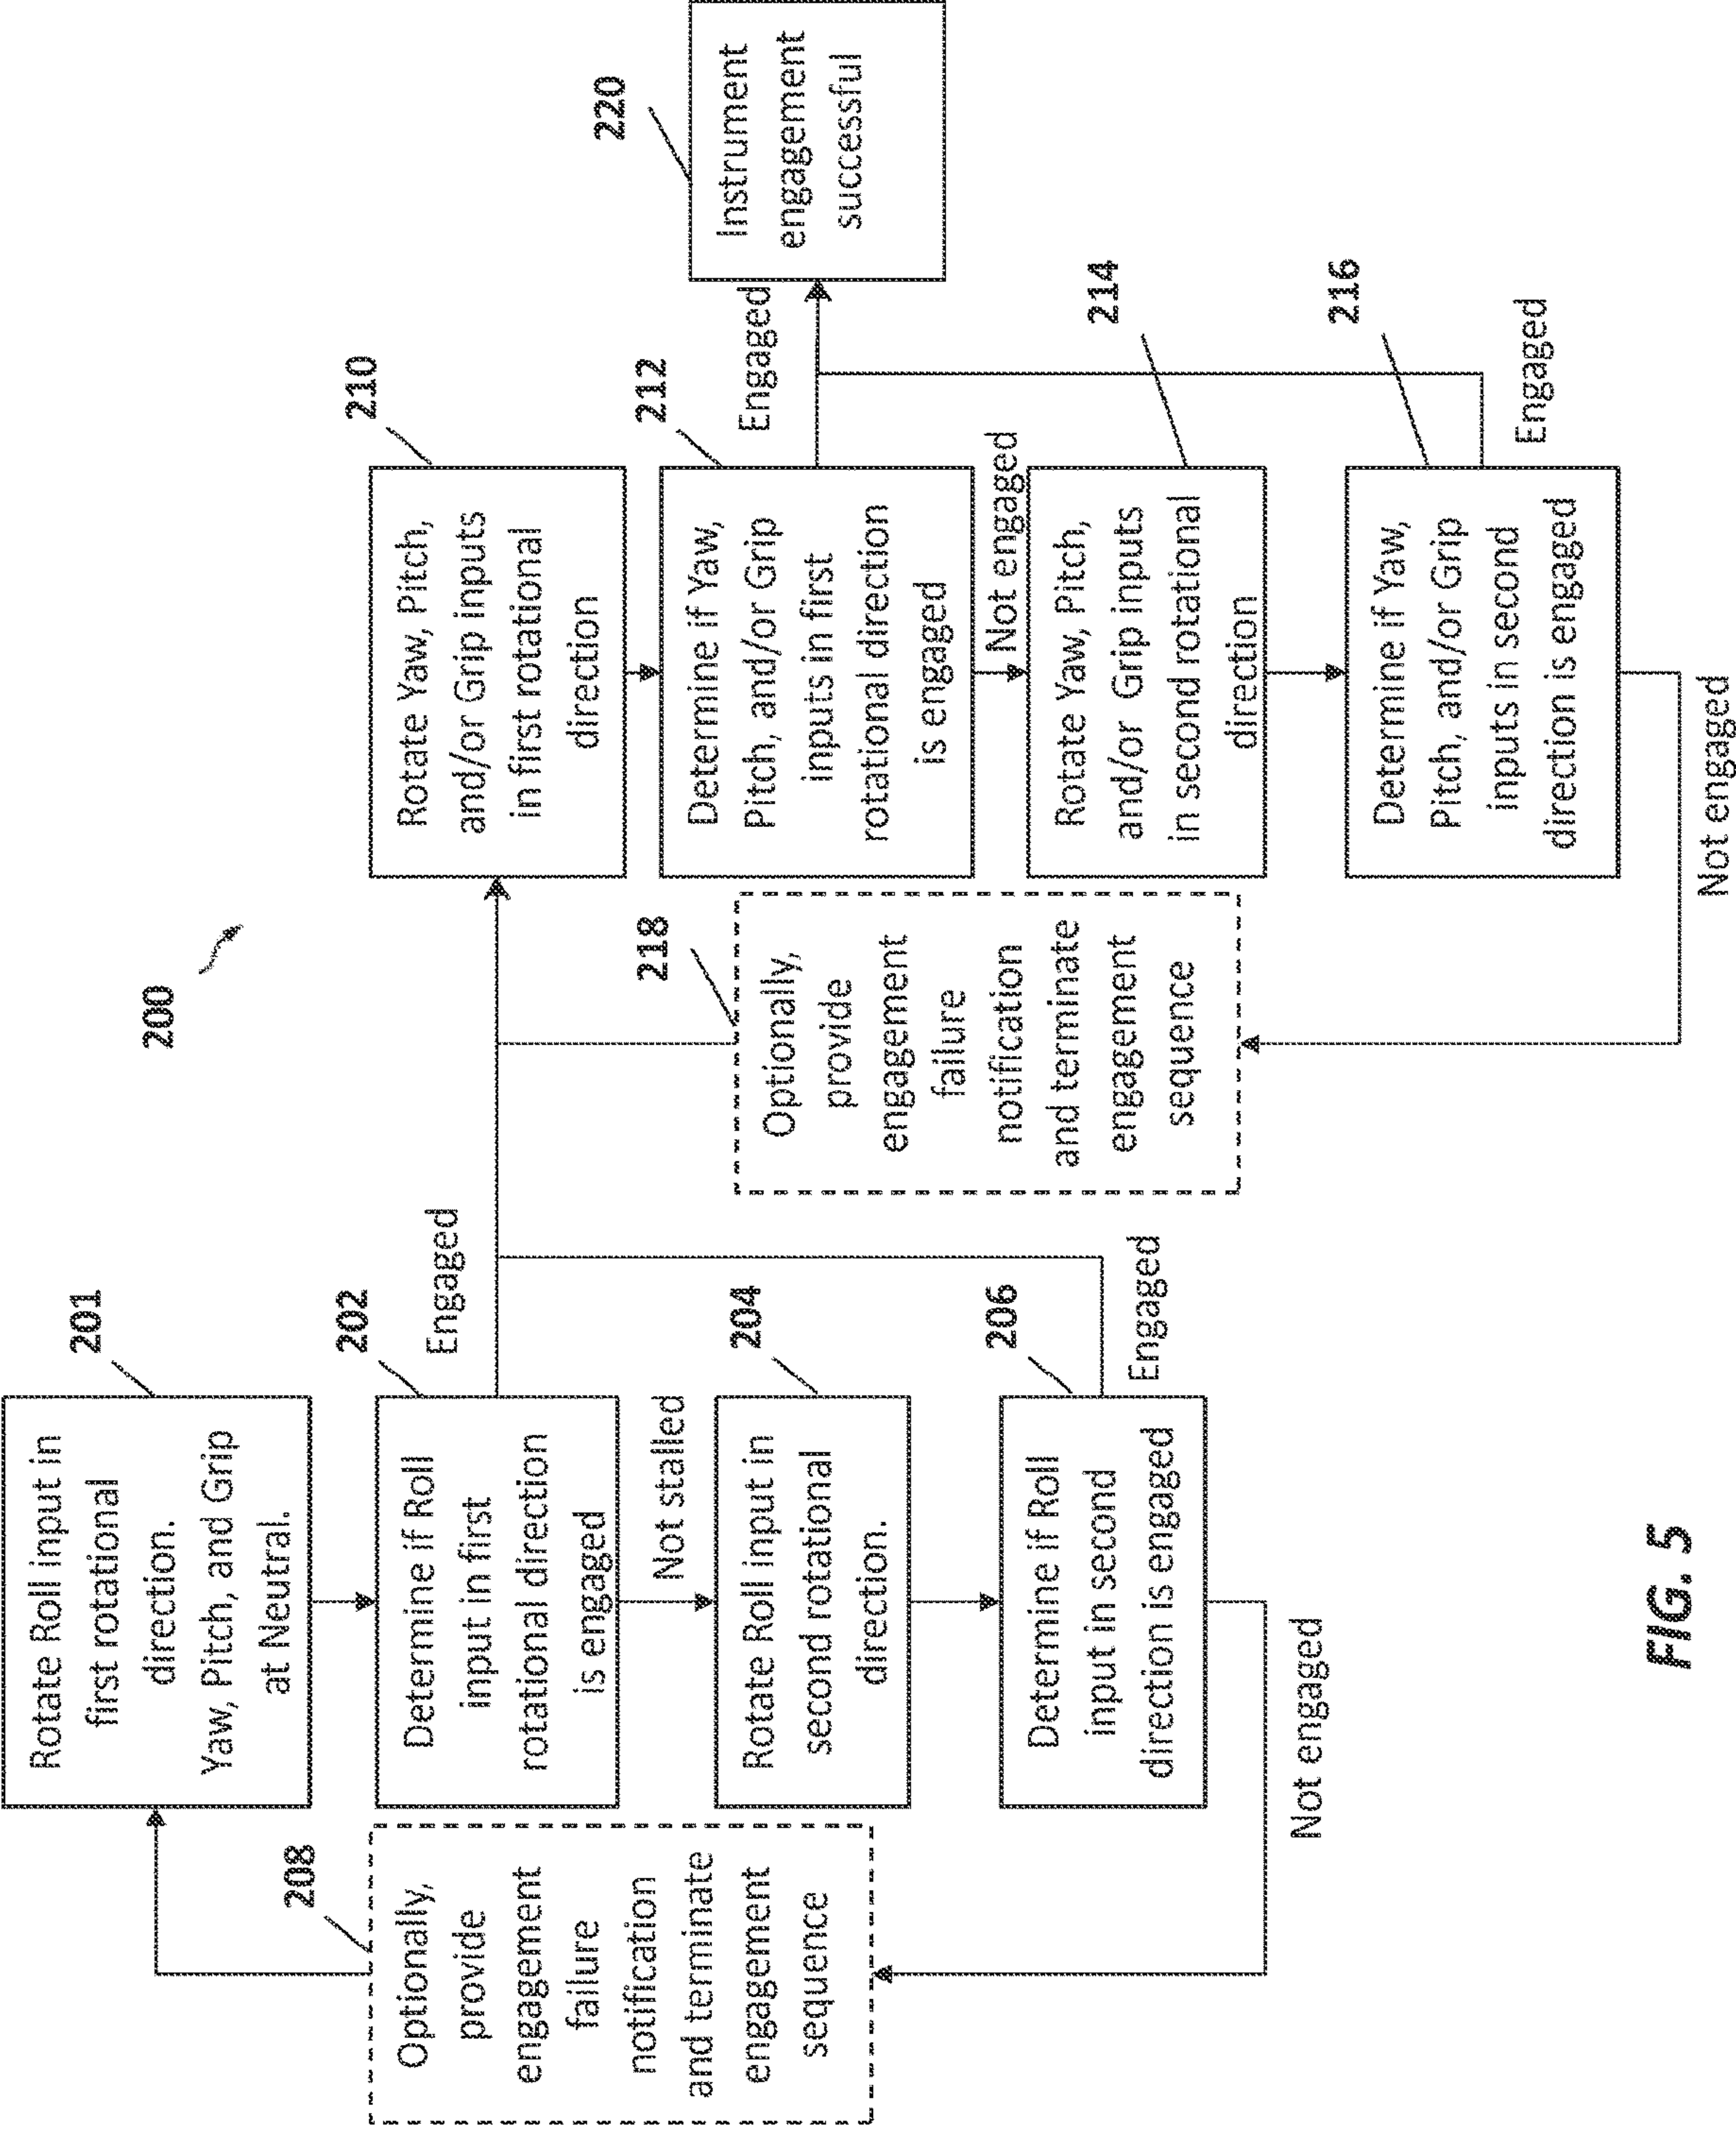 200
201
Rotate Roll input in
first rotational
direction.
Yaw, Pitch, and Grip
at Neutral.
202
Determine if Roll
input in first
rotational direction
is engaged
Engaged
Not stalled
204
Rotate Roll input in
second rotational
direction.
206
Determine if Roll
input in second
direction is engaged
Engaged
Not engaged
208
Optionally,
provide
engagement
failure
notification
and terminate
engagement
sequence
210
Rotate Yaw, Pitch,
and/or Grip inputs
in first rotational
direction
212
Determine if Yaw,
Pitch, and/or Grip
inputs in first
rotational direction
is engaged
Engaged
Not engaged
214
Rotate Yaw, Pitch,
and/or Grip inputs
in second rotational
direction
216
Determine if Yaw,
Pitch, and/or Grip
inputs in second
direction is engaged
Engaged
Not engaged
218
Optionally,
provide
engagement
failure
notification
and terminate
engagement
sequence
220
Instrument
engagement
successful
FIG. 5